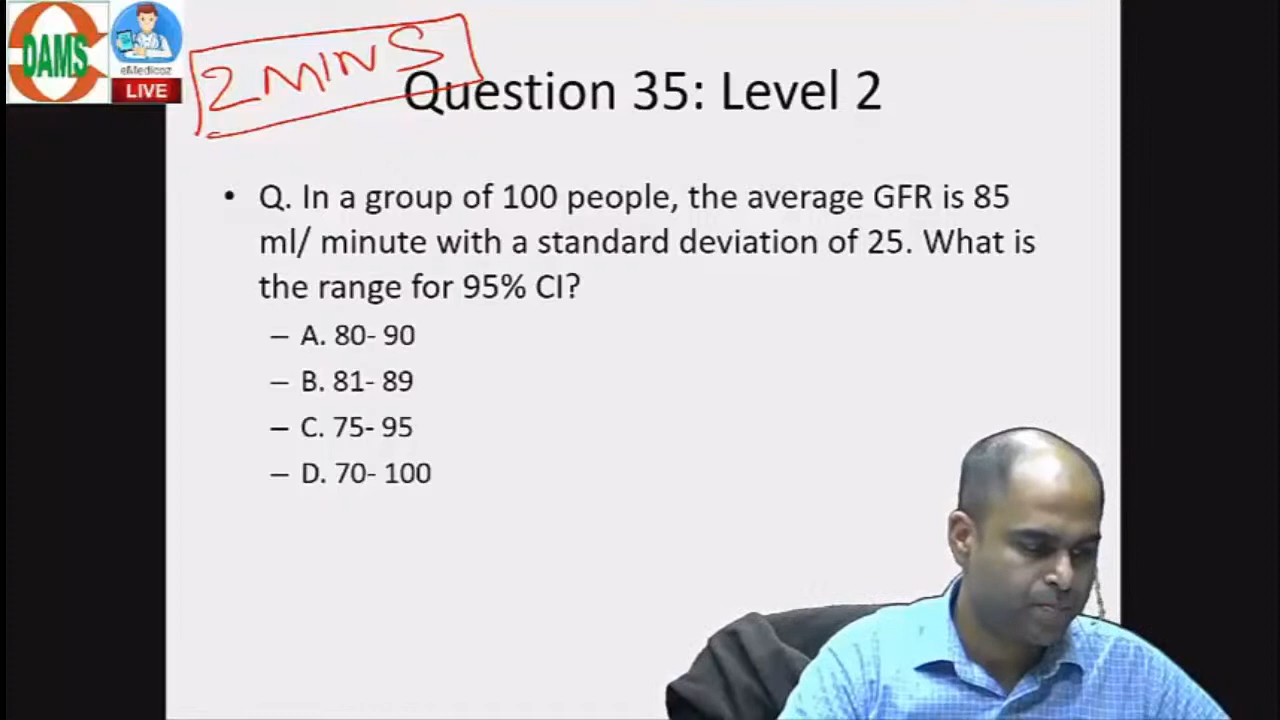 DAMS
eMedicoz
LIVE
2 MINS
Question 35: Level 2
• Q. In a group of 100 people, the average GFR is 85
ml/ minute with a standard deviation of 25. What is
the range for 95% CI?
– A. 80- 90
– B. 81- 89
– C. 75- 95
– D. 70- 100